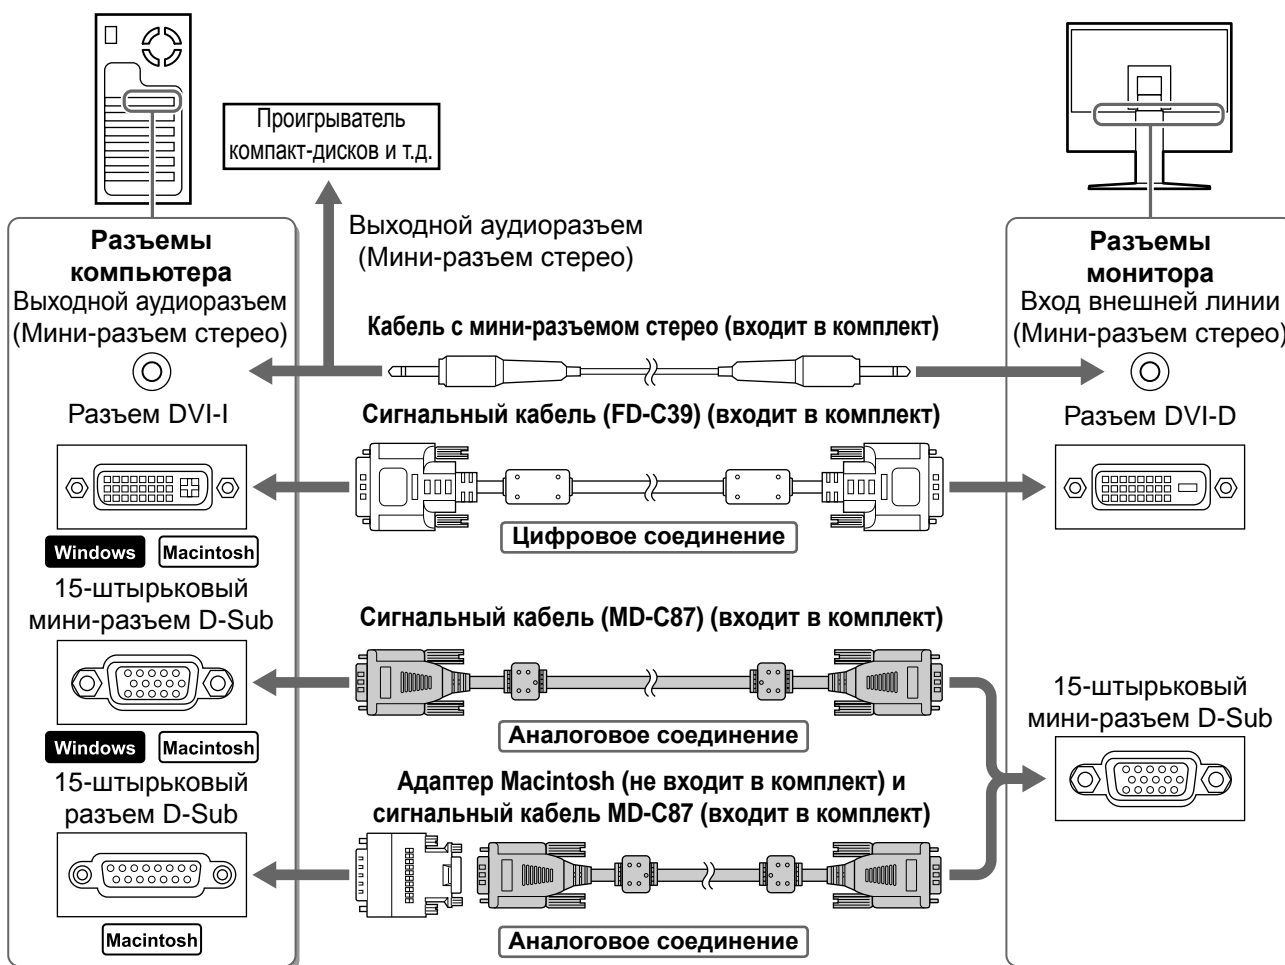 Проигрыватель
компакт-дисков и т.д.
Выходной аудиоразъем
(Мини-разъем стерео)
Разъемы
компьютера
Выходной аудиоразъем
(Мини-разъем стерео)
Разъем DVI-I
Windows Macintosh
15-штырьковый
мини-разъем D-Sub
Windows Macintosh
15-штырьковый
разъем D-Sub
Macintosh
Кабель с мини-разъемом стерео (входит в комплект)
Сигнальный кабель (FD-C39) (входит в комплект)
Цифровое соединение
Сигнальный кабель (MD-C87) (входит в комплект)
Аналоговое соединение
Адаптер Macintosh (не входит в комплект) и
сигнальный кабель MD-C87 (входит в комплект)
Аналоговое соединение
Разъемы
монитора
Вход внешней линии
(Мини-разъем стерео)
Разъем DVI-D
15-штырьковый
мини-разъем D-Sub